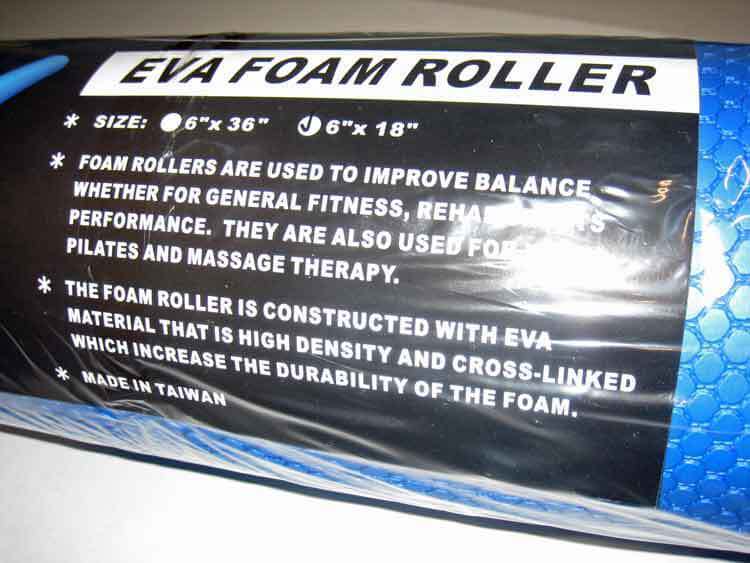 EVA FOAM ROLLER
* SIZE: 6"x 36" 6"x 18"
* FOAM ROLLERS ARE USED TO IMPROVE BALANCE
WHETHER FOR GENERAL FITNESS,
PERFORMANCE. THEY ARE ALSO USED FOR
PILATES AND MASSAGE THERAPY.
* THE FOAM ROLLER IS CONSTRUCTED WITH EVA
MATERIAL THAT IS HIGH DENSITY AND CROSS-LINKED
WHICH INCREASE THE DURABILITY OF THE FOAM.
* MADE IN TAIWAN